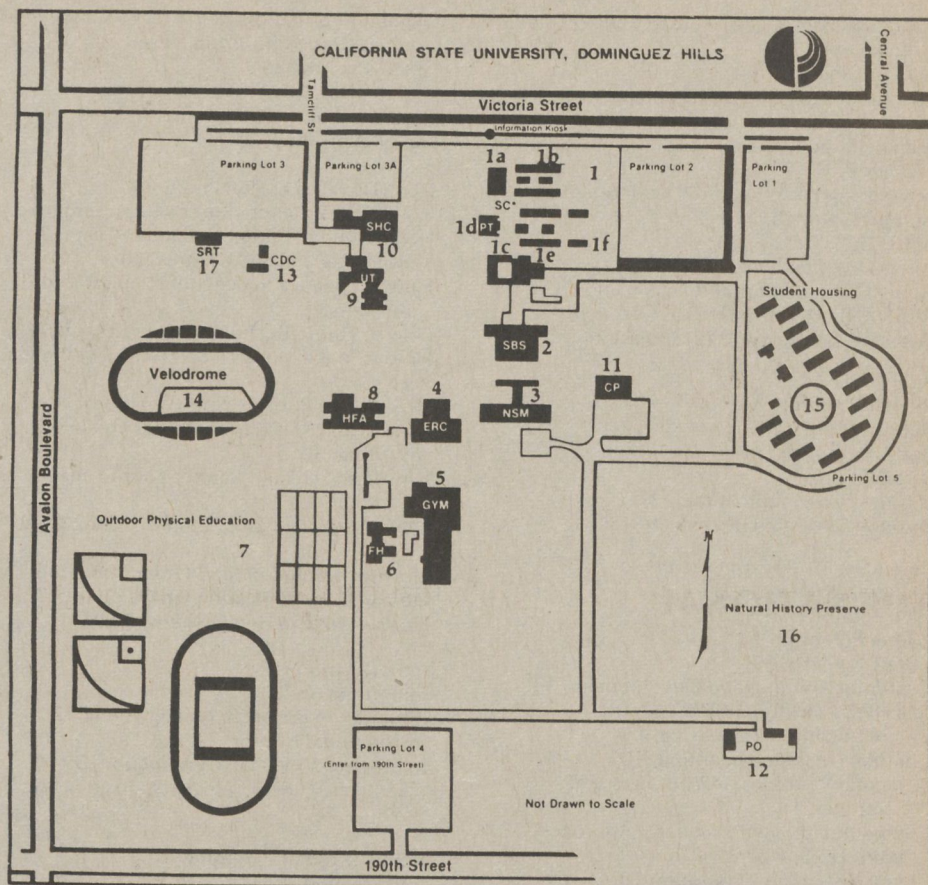 CALIFORNIA STATE UNIVERSITY, DOMINGUEZ HILLS
Central Avenue
Tamcliff St
Victoria Street
Information Kiosk
Parking Lot 3
Parking Lot 3A
1a
1b
1
Parking Lot 2
Parking
Lot 1
SC*
1d
PT
SHC
10
1c
1e
1f
SRT
17
CDC
13
UT
9
Student Housing
SBS
2
Velodrome
14
8
HFA
4
ERC
3
NSM
11
CP
15
Parking Lot 5
Avalon Boulevard
5
GYM
Outdoor Physical Education
7
FH
6
N
Natural History Preserve
16
Parking Lot 4
(Enter from 190th Street)
PO
12
Not Drawn to Scale
190th Street